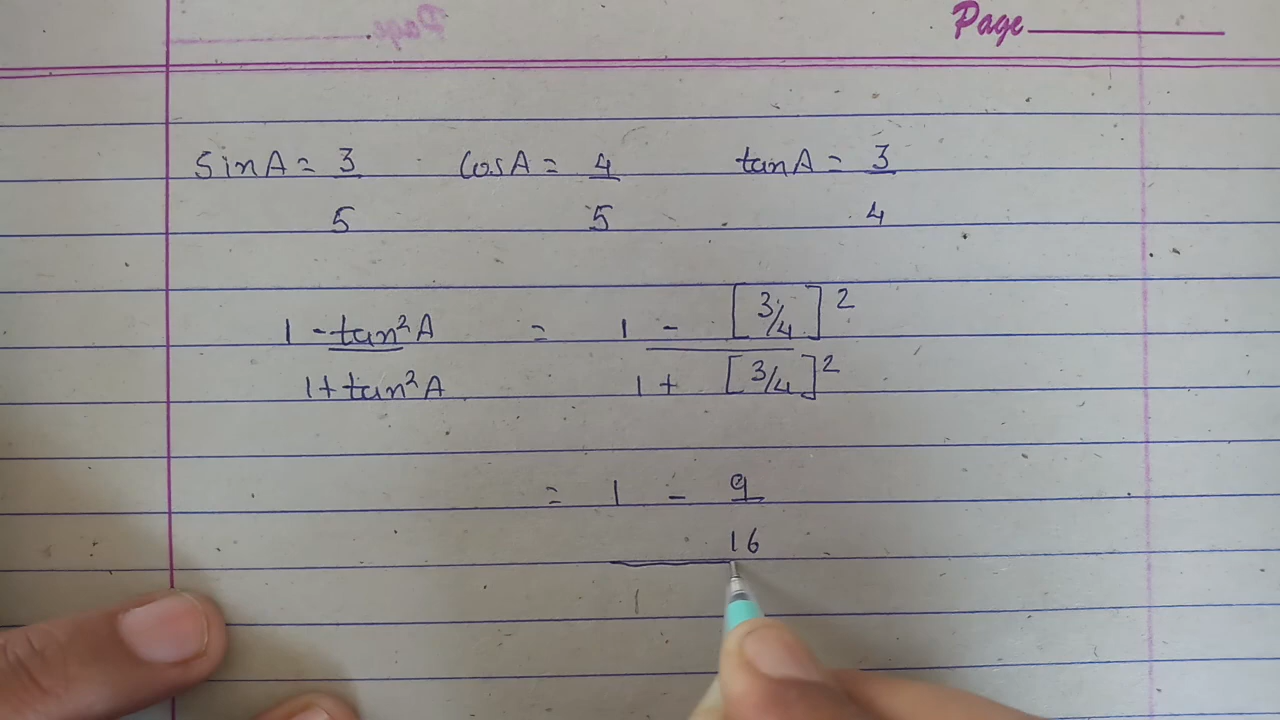 Page
sinA = 3 cosA = 4 tanA = 3
5 5 4
1 - tan²A = 1 - [3/4]²
1 + tan²A 1 + [3/4]²
= 1 - 9
16
1